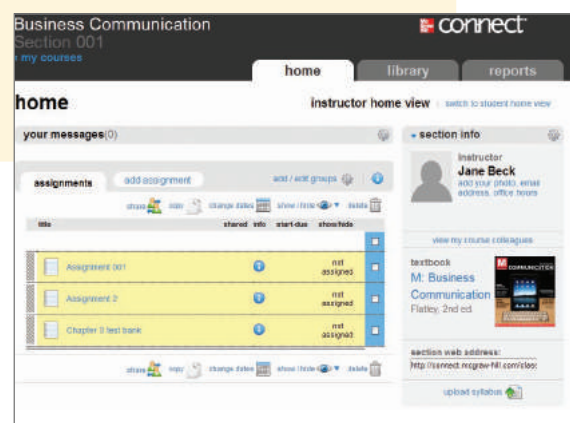 Business Communication
Section 001
my courses
connect
home
library
reports
home
instructor home view
switch to student home view
your messages(0)
section info
assignments
add assignment
add / edit groups
share
copy
change dates
show / hide
delete
title
shared
info
start-due
show/hide
Assignment 001
not
assigned
Assignment 2
not
assigned
Chapter 3 test bank
not
assigned
share
copy
change dates
show / hide
delete
instructor
Jane Beck
add your photo, email
address, office hours
view my course colleagues
textbook
M: Business
Communication
Flatley, 2nd ed
M
COMMUNICATION
section web address:
http://connect.mcgraw-hill.com/class
upload syllabus